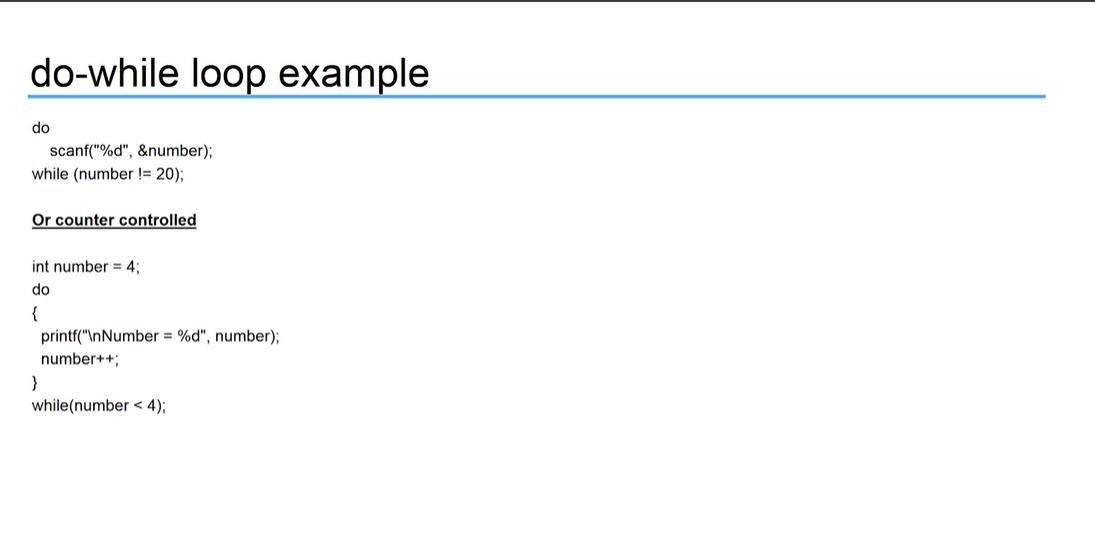 do-while loop example
do
scanf("%d", &number);
while (number != 20);
Or counter controlled
int number = 4;
do
{
printf("\nNumber = %d", number);
number++;
}
while(number < 4);